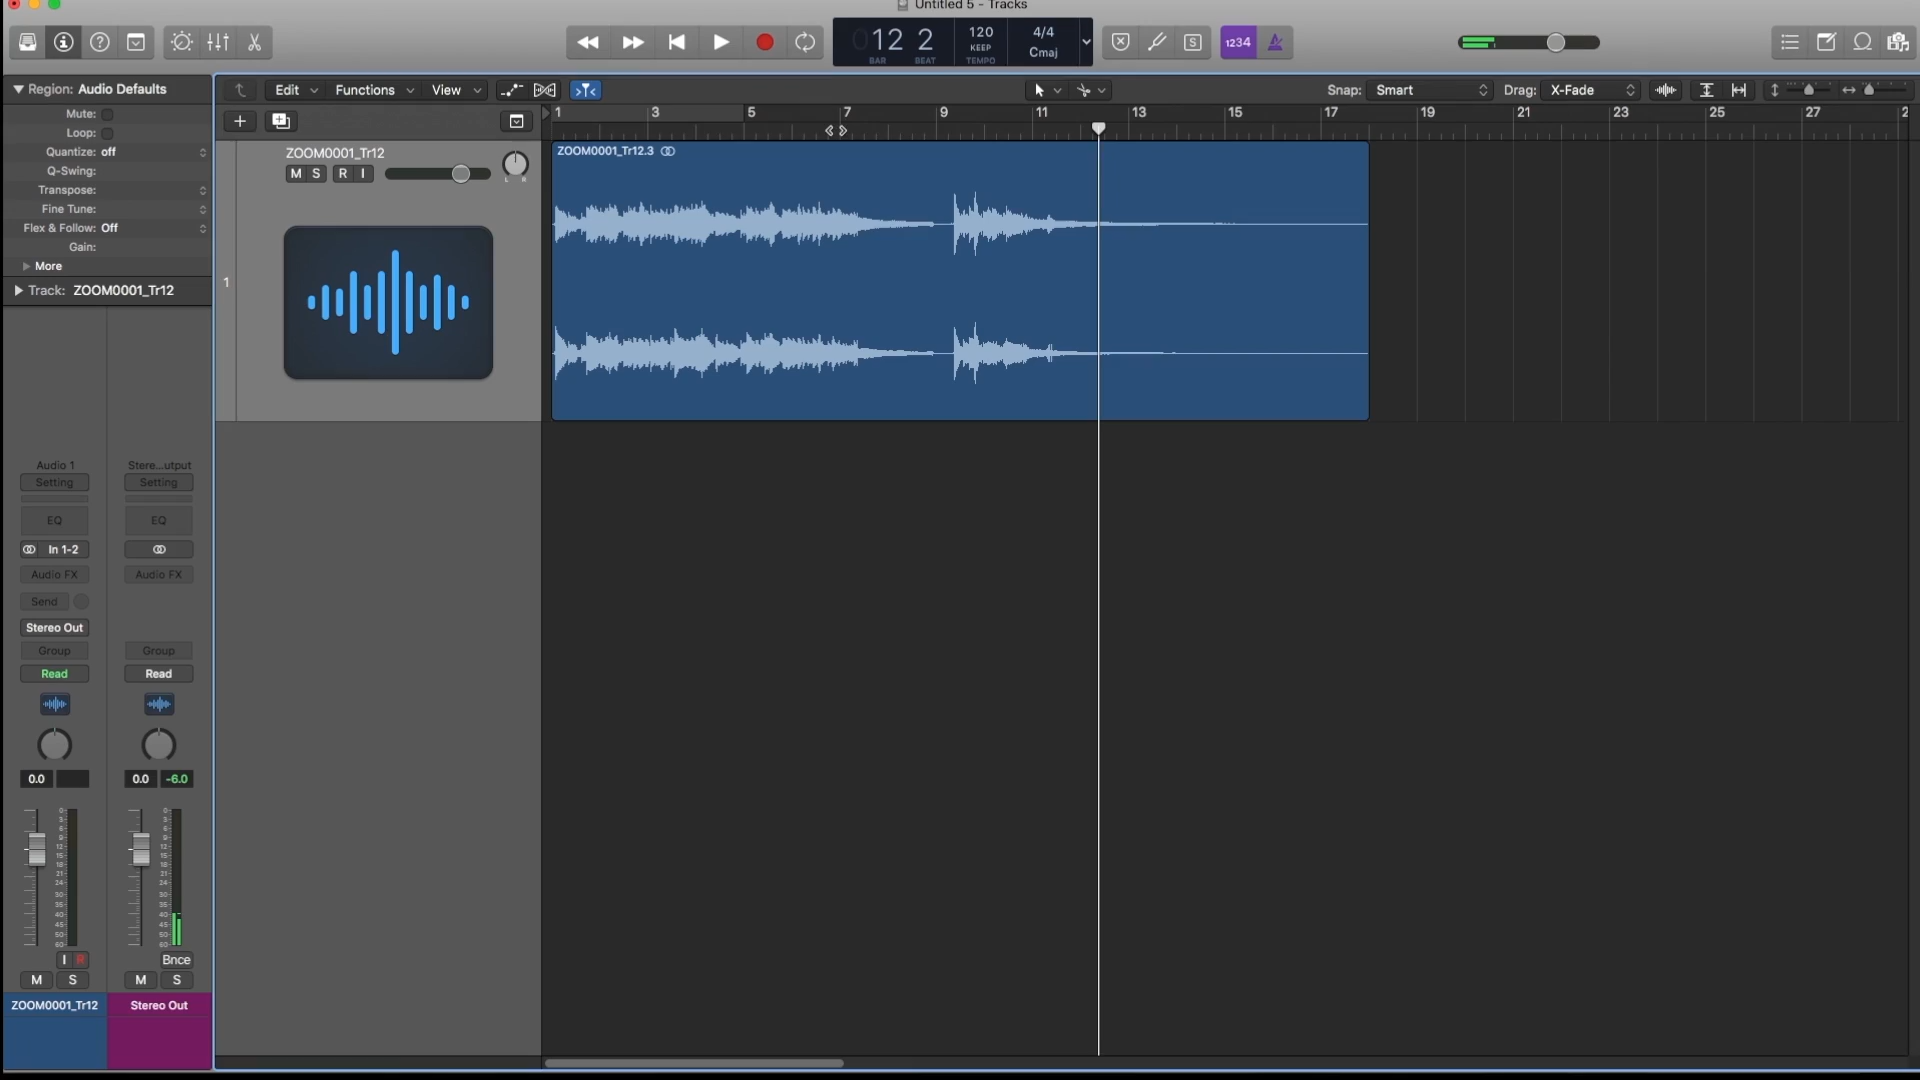 Untitled 5 - Tracks
12 2
BAR BEAT
120
KEEP
TEMPO
4/4
Cmaj
S
1234
Region: Audio Defaults
Mute:
Loop:
Quantize: off
Q-Swing:
Transpose:
Fine Tune:
Flex & Follow: Off
Gain:
More
Track: ZOOM0001_Tr12
Edit
Functions
View
Snap: Smart
Drag: X-Fade
1 3 5 7 9 11 13 15 17 19 21 23 25 27 2
1
ZOOM0001_Tr12
M S R I
L R
ZOOM0001_Tr12.3
Audio 1
Setting
EQ
In 1-2
Audio FX
Send
Stereo Out
Group
Read
0.0
I R
M S
ZOOM0001_Tr12
Stere...utput
Setting
EQ
Audio FX
Group
Read
0.0 -6.0
Bnce
M S
Stereo Out